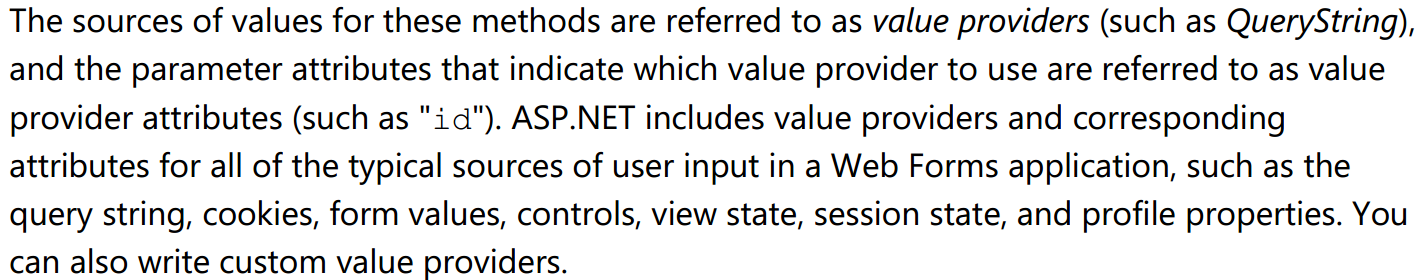 The sources of values for these methods are referred to as value providers (such as QueryString),
and the parameter attributes that indicate which value provider to use are referred to as value
provider attributes (such as "id"). ASP.NET includes value providers and corresponding
attributes for all of the typical sources of user input in a Web Forms application, such as the
query string, cookies, form values, controls, view state, session state, and profile properties. You
can also write custom value providers.